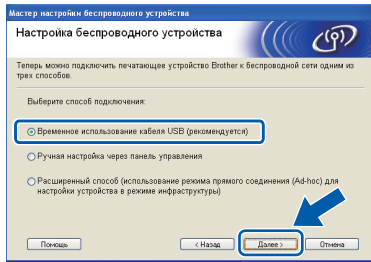 Мастер настройки беспроводного устройства
Настройка беспроводного устройства
Теперь можно подключить печатающее устройство Brother к беспроводной сети одним из
трех способов.
Выберите способ подключения:
Временное использование кабеля USB (рекомендуется)
Ручная настройка через панель управления
Расширенный способ (использование режима прямого соединения (Ad-hoc) для
настройки устройства в режиме инфраструктуры)
Помощь
< Назад
Далее >
Отмена